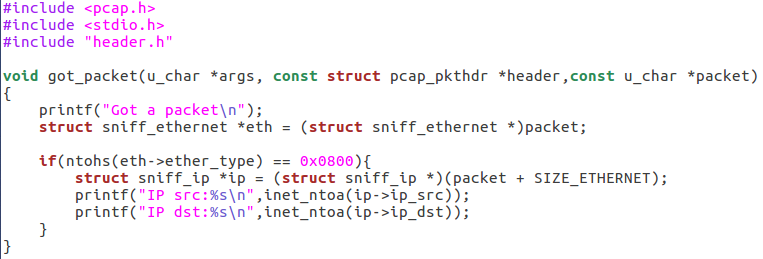 #include <pcap.h>
#include <stdio.h>
#include "header.h"

void got_packet(u_char *args, const struct pcap_pkthdr *header,const u_char *packet)
{
    printf("Got a packet\n");
    struct sniff_ethernet *eth = (struct sniff_ethernet *)packet;

    if(ntohs(eth->ether_type) == 0x0800){
        struct sniff_ip *ip = (struct sniff_ip *)(packet + SIZE_ETHERNET);
        printf("IP src:%s\n",inet_ntoa(ip->ip_src));
        printf("IP dst:%s\n",inet_ntoa(ip->ip_dst));
    }
}